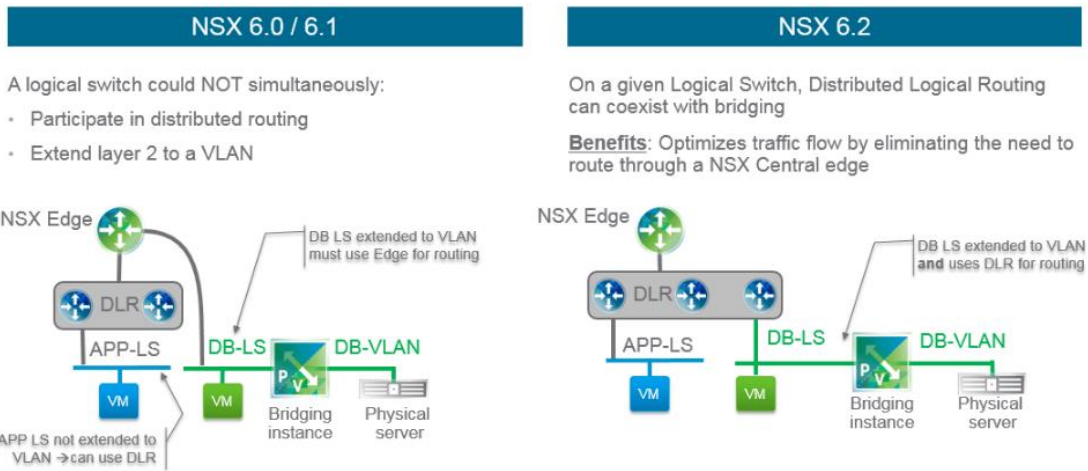 NSX 6.0 / 6.1
A logical switch could NOT simultaneously:
• Participate in distributed routing
• Extend layer 2 to a VLAN
NSX Edge
DB LS extended to VLAN
must use Edge for routing
DLR
APP-LS
DB-LS
DB-VLAN
VM
VM
P
V
Bridging
instance
Physical
server
APP LS not extended to
VLAN →can use DLR
NSX 6.2
On a given Logical Switch, Distributed Logical Routing
can coexist with bridging
Benefits: Optimizes traffic flow by eliminating the need to
route through a NSX Central edge
NSX Edge
DB LS extended to VLAN
and uses DLR for routing
DLR
APP-LS
DB-LS
DB-VLAN
VM
VM
P
V
Bridging
instance
Physical
server